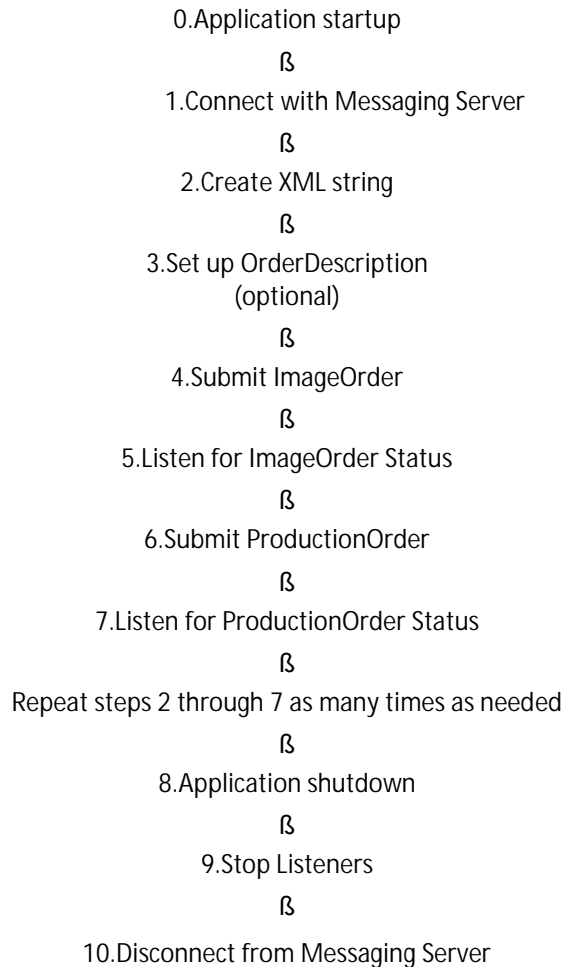 0.Application startup
ß
1.Connect with Messaging Server
ß
2.Create XML string
ß
3.Set up OrderDescription
(optional)
ß
4.Submit ImageOrder
ß
5.Listen for ImageOrder Status
ß
6.Submit ProductionOrder
ß
7.Listen for ProductionOrder Status
ß
Repeat steps 2 through 7 as many times as needed
ß
8.Application shutdown
ß
9.Stop Listeners
ß
10.Disconnect from Messaging Server